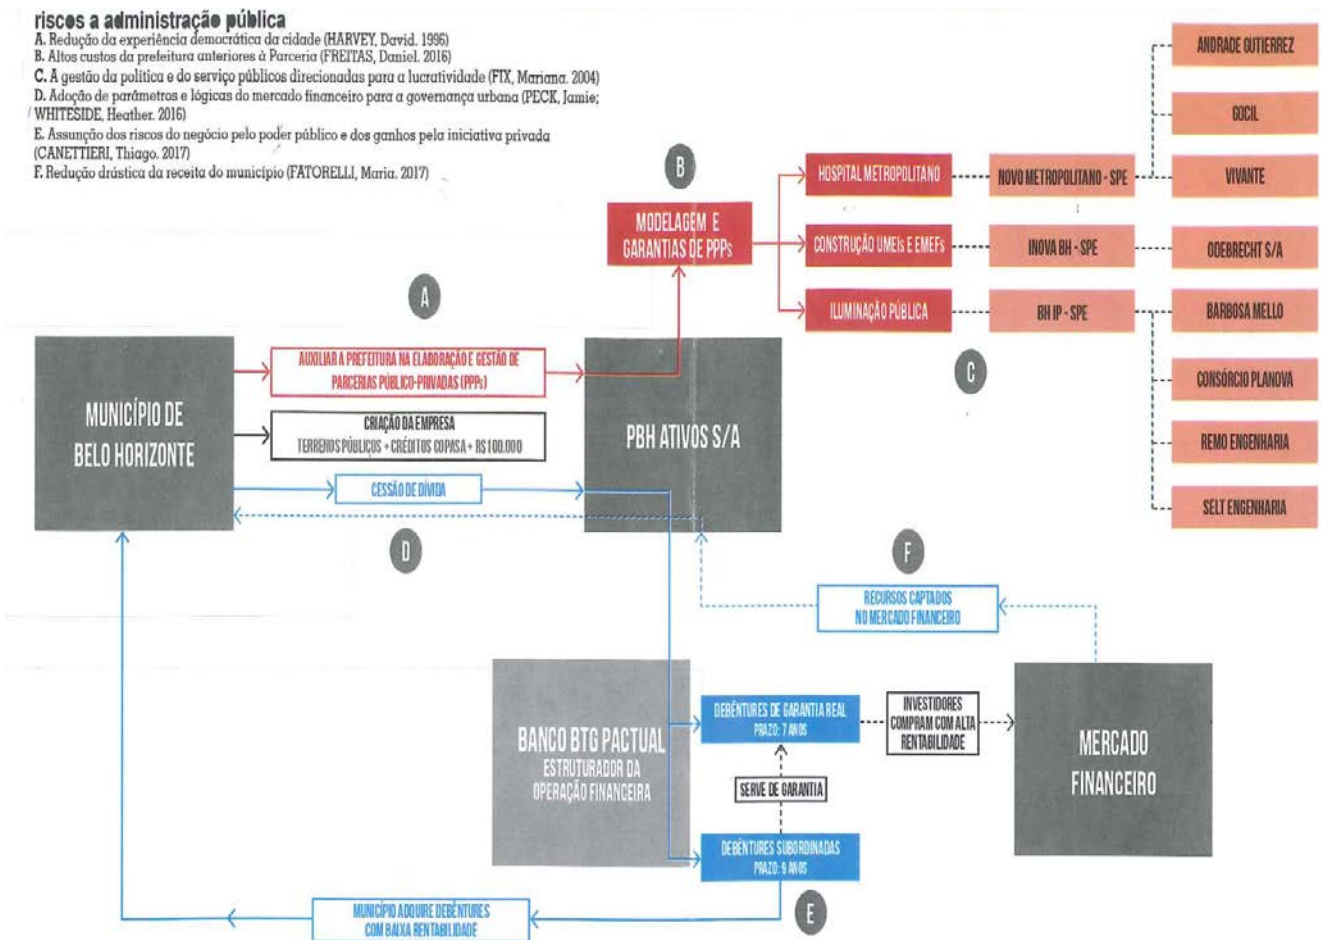 riscos a administração pública
A. Redução da experiência democrática da cidade (HARVEY, David. 1996)
B. Altos custos da prefeitura anteriores à Parceria (FREITAS, Daniel. 2016)
C. A gestão da política e do serviço públicos direcionadas para a lucratividade (FIX, Mariana. 2004)
D. Adoção de parâmetros e lógicas do mercado financeiro para a governança urbana (PECK, Jamie;
WHITESIDE, Heather. 2016)
E. Assunção dos riscos do negócio pelo poder público e dos ganhos pela iniciativa privada
(CANETTIERI, Thiago. 2017)
F. Redução drástica da receita do município (FATORELLI, Maria. 2017)
ANDRADE GUTIERREZ
GOCIL
B
HOSPITAL METROPOLITANO
NOVO METROPOLITANO - SPE
VIVANTE
MODELAGEM E
GARANTIAS DE PPPs
CONSTRUÇÃO UMEIs E EMEFs
INOVA BH - SPE
ODEBRECHT S/A
A
ILUMINAÇÃO PÚBLICA
BH IP - SPE
BARBOSA MELLO
C
CONSÓRCIO PLANOVA
REMO ENGENHARIA
SELT ENGENHARIA
MUNICÍPIO DE
BELO HORIZONTE
AUXILIAR A PREFEITURA NA ELABORAÇÃO E GESTÃO DE
PARCERIAS PÚBLICO-PRIVADAS (PPPs)
CRIAÇÃO DA EMPRESA
TERRENOS PÚBLICOS + CRÉDITOS COPASA + R$100.000
CESSÃO DE DÍVIDA
PBH ATIVOS S/A
D
F
RECURSOS CAPTADOS
NO MERCADO FINANCEIRO
BANCO BTG PACTUAL
ESTRUTURADOR DA
OPERAÇÃO FINANCEIRA
DEBÊNTURES DE GARANTIA REAL
PRAZO: 7 ANOS
INVESTIDORES
COMPRAM COM ALTA
RENTABILIDADE
MERCADO
FINANCEIRO
SERVE DE GARANTIA
DEBÊNTURES SUBORDINADAS
PRAZO: 9 ANOS
E
MUNICÍPIO ADQUIRE DEBÊNTURES
COM BAIXA RENTABILIDADE